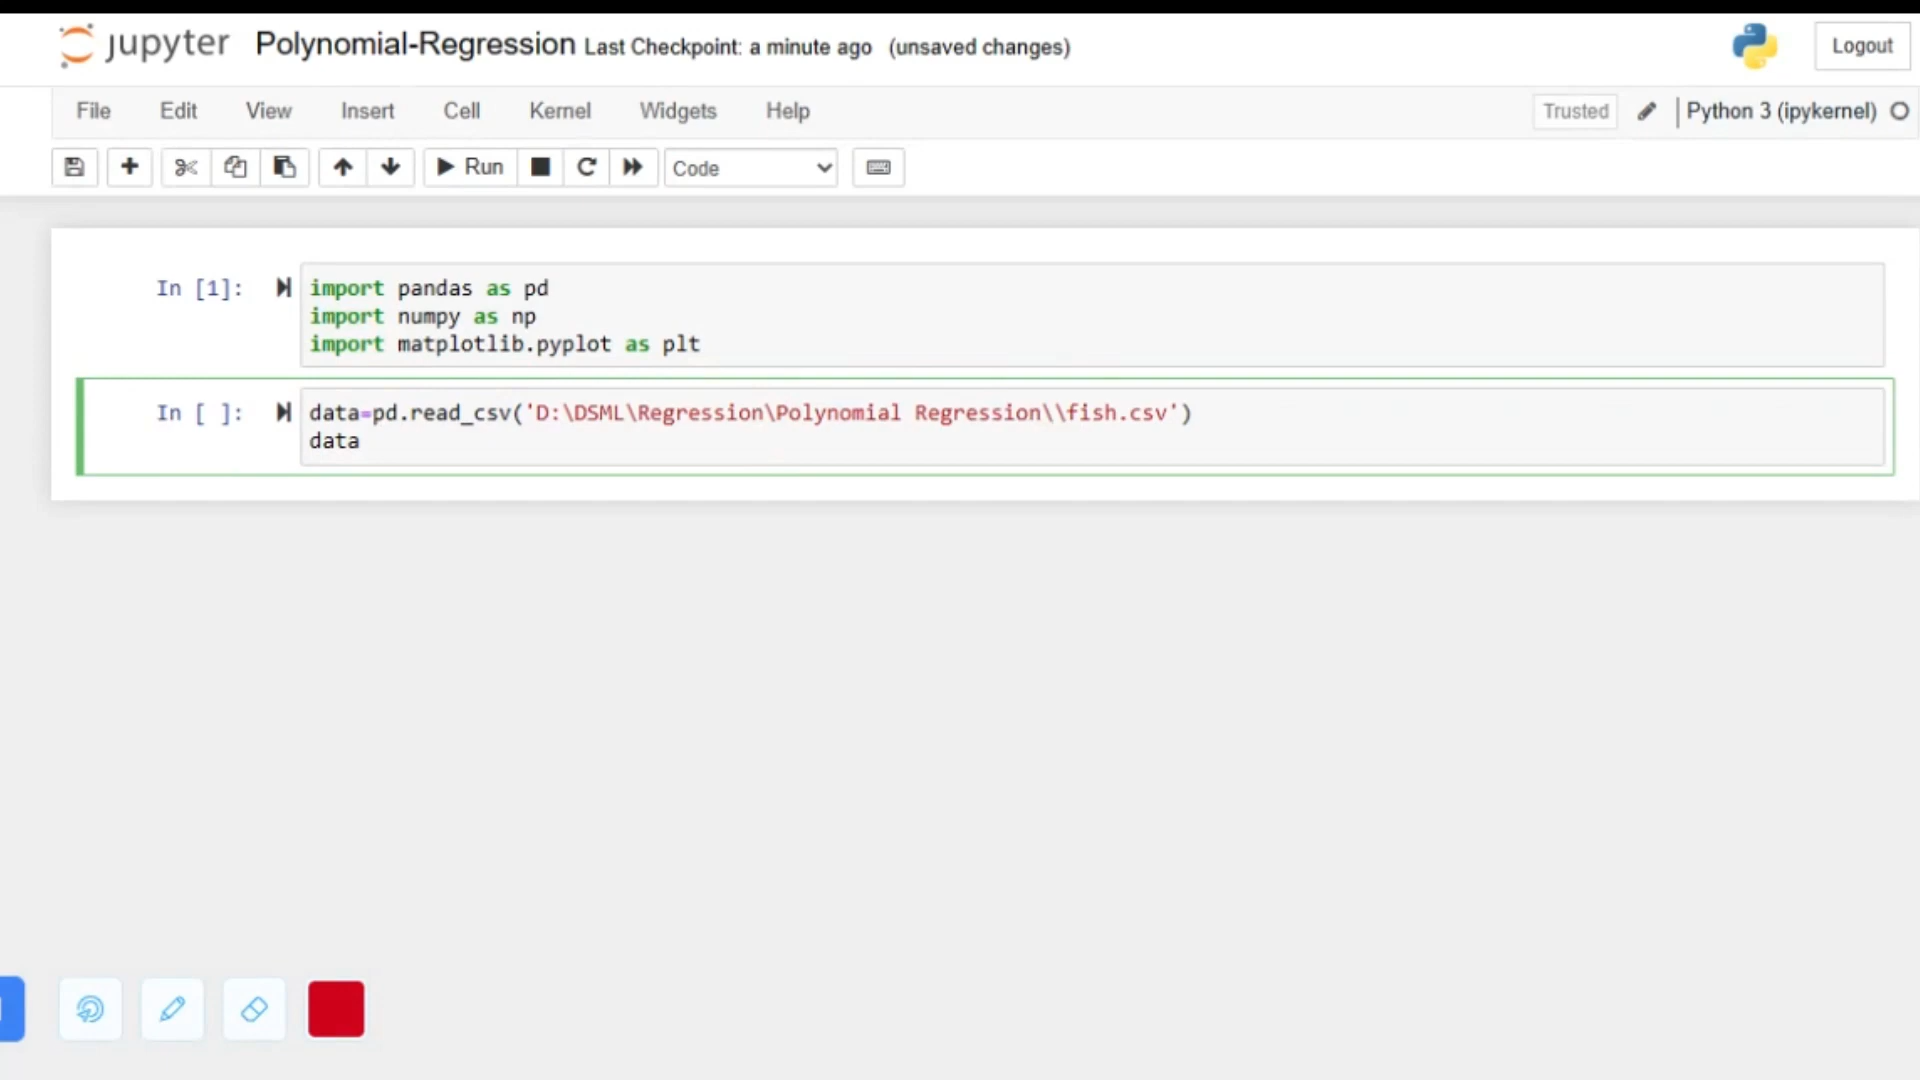 jupyter Polynomial-Regression Last Checkpoint: a minute ago (unsaved changes) Logout
File Edit View Insert Cell Kernel Widgets Help Trusted Python 3 (ipykernel)
Run Code
In [1]: import pandas as pd
import numpy as np
import matplotlib.pyplot as plt
In [ ]: data=pd.read_csv('D:\DSML\Regression\Polynomial Regression\\fish.csv')
data